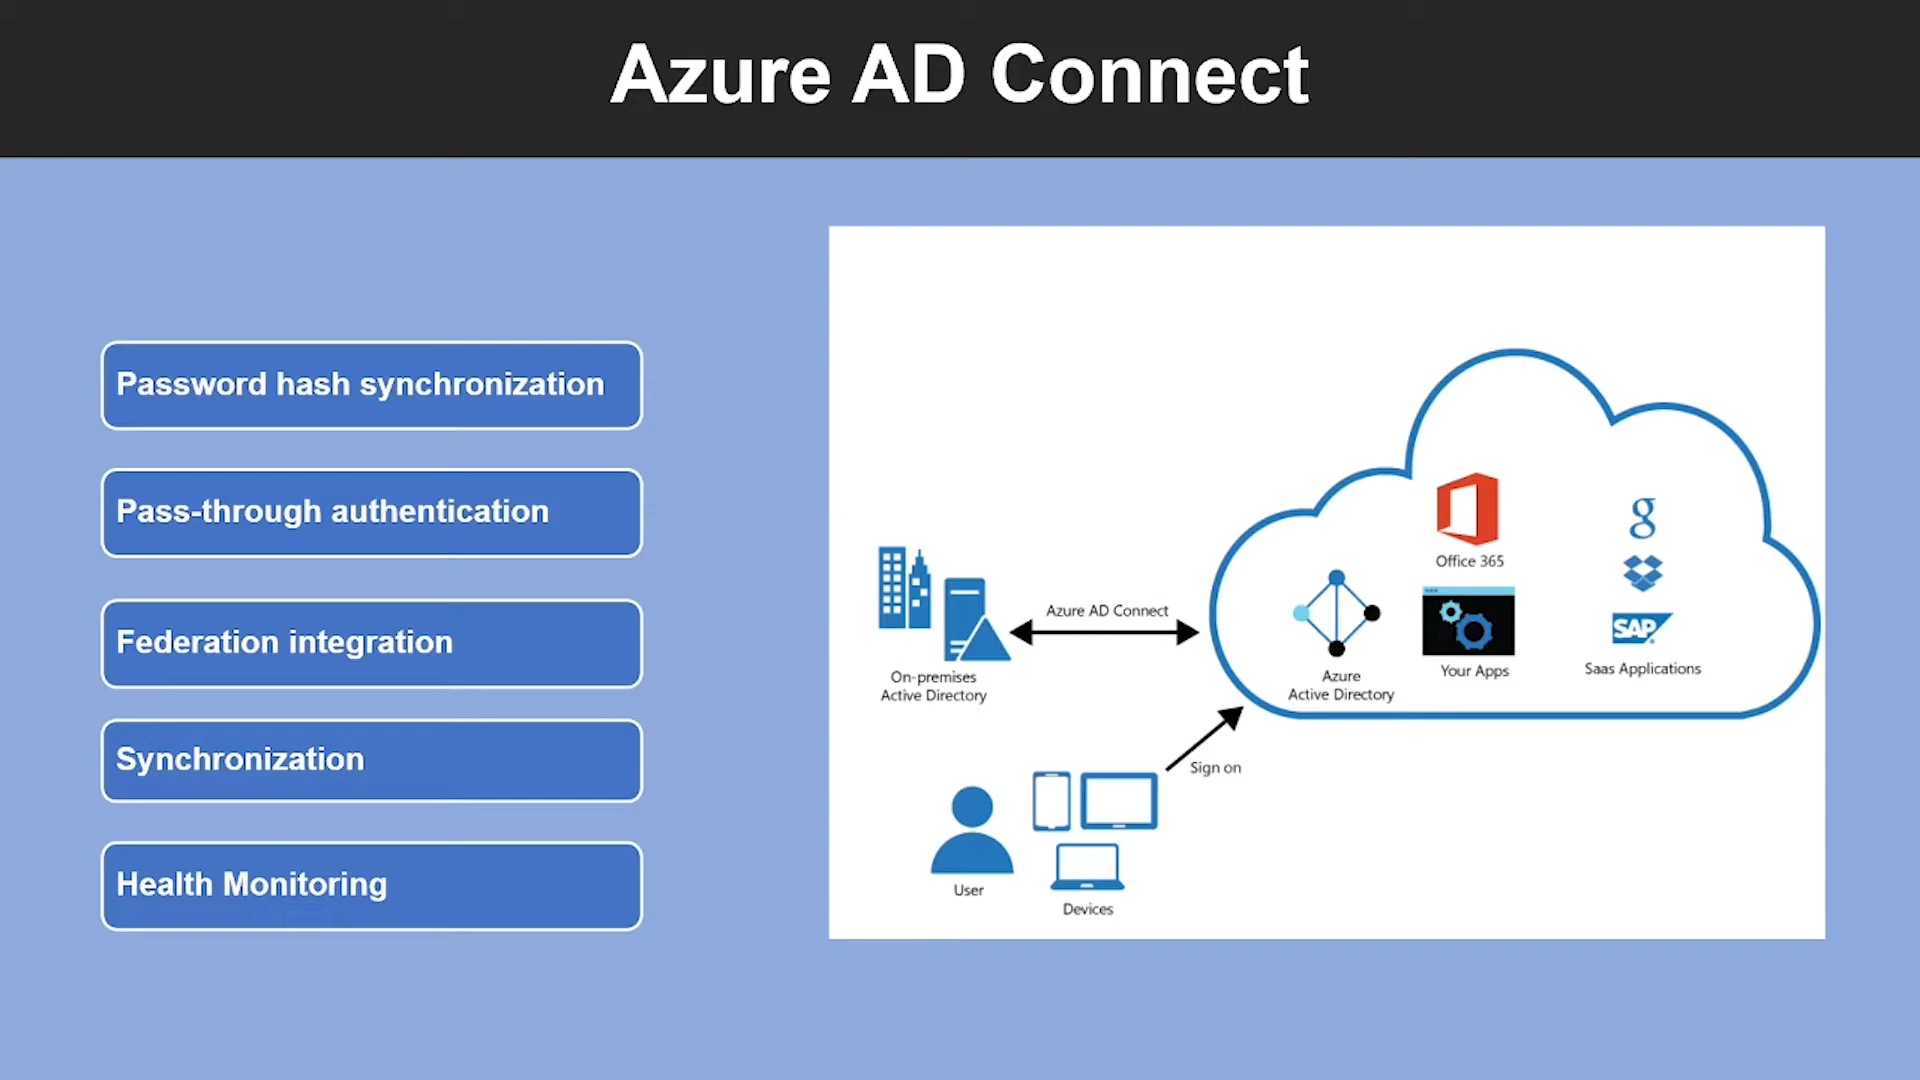 Azure AD Connect
Password hash synchronization
Pass-through authentication
Federation integration
Synchronization
Health Monitoring
Office 365
g
Azure AD Connect
SAP
On-premises
Active Directory
Azure
Active Directory
Your Apps
Saas Applications
Sign on
User
Devices